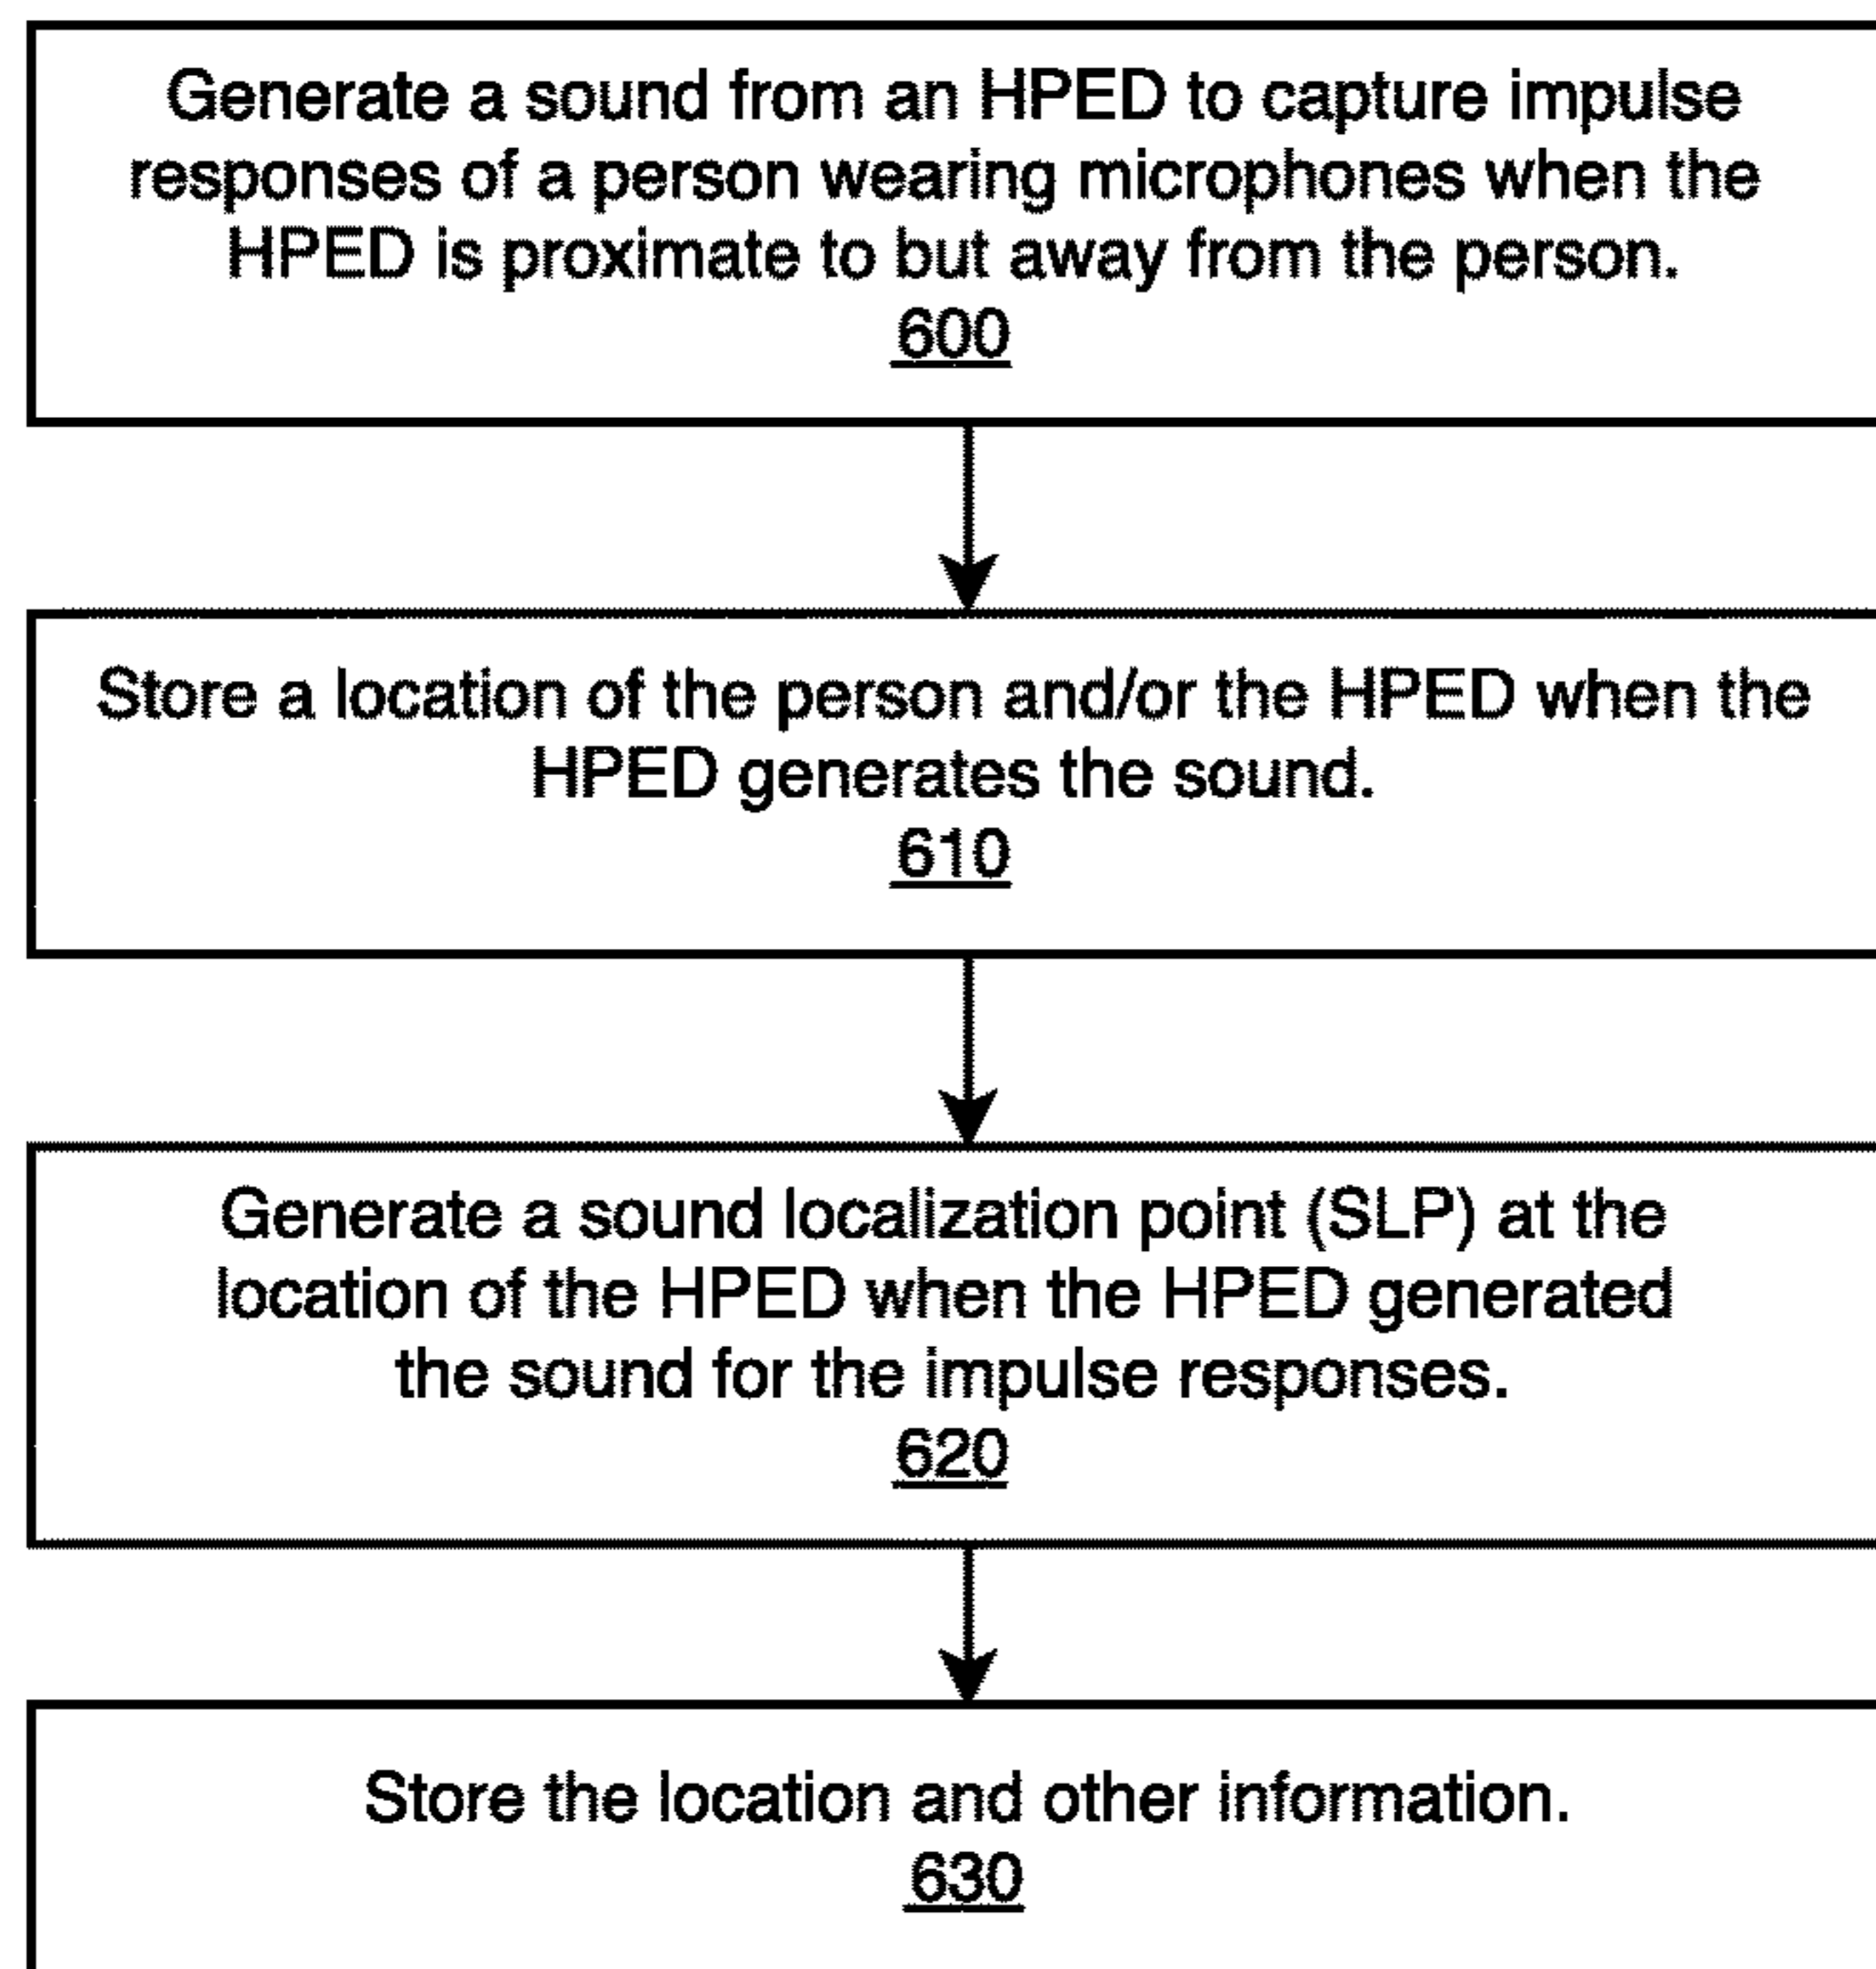 Generate a sound from an HPED to capture impulse
responses of a person wearing microphones when the
HPED is proximate to but away from the person.
600
Store a location of the person and/or the HPED when the
HPED generates the sound.
610
Generate a sound localization point (SLP) at the
location of the HPED when the HPED generated
the sound for the impulse responses.
620
Store the location and other information.
630